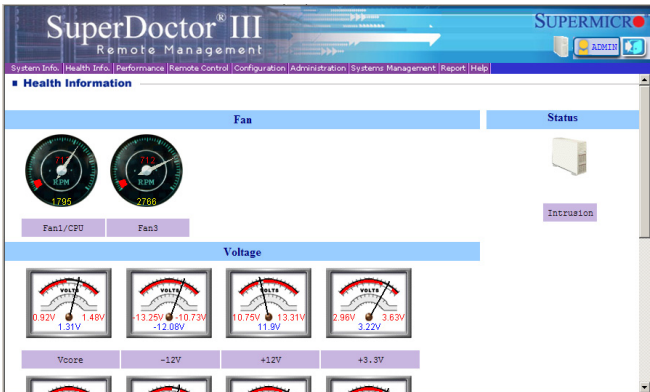 SuperDoctor® III
Remote Management
SUPERMICR
ADMIN
System Info. |Health Info. |Performance |Remote Control |Configuration |Administration |Systems Management |Report |Help|
Health Information
Fan
Status
712
712
RPM
RPM
1795
2766
Fan1/CPU
Fan3
Intrusion
Voltage
VOLTS
VOLTS
VOLTS
VOLTS
0.92V 1.48V
-13.25V -10.73V
10.75V 13.31V
2.98V 3.63V
1.31V
-12.08V
11.9V
3.22V
Vcore
-12V
+12V
+3.3V